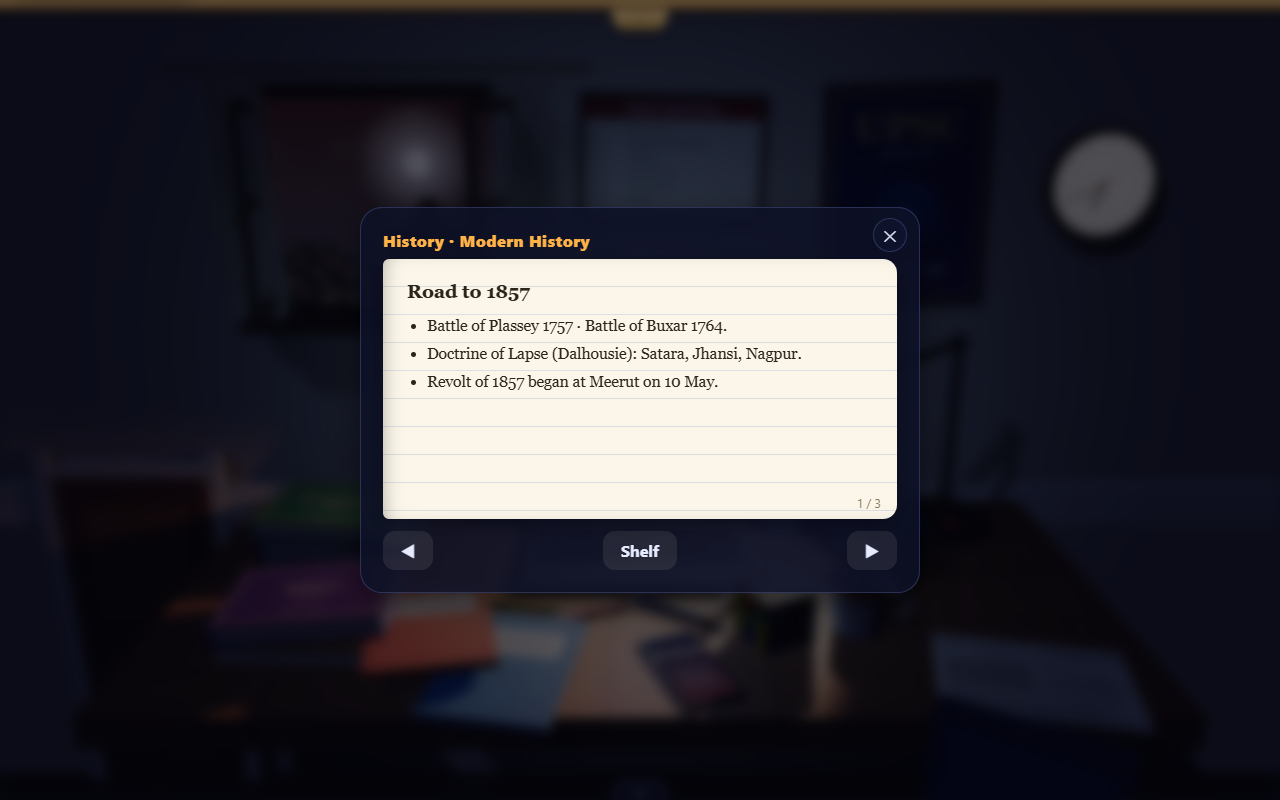 UPSC
History · Modern History
Road to 1857
• Battle of Plassey 1757 · Battle of Buxar 1764.
• Doctrine of Lapse (Dalhousie): Satara, Jhansi, Nagpur.
• Revolt of 1857 began at Meerut on 10 May.
1 / 3
Shelf